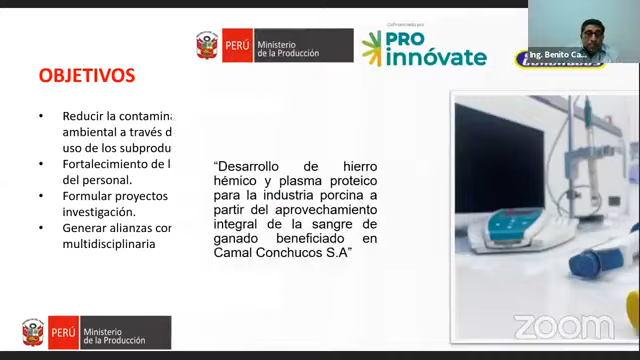 Cofinanciado por:
PERÚ
Ministerio
de la Producción
PRO
innóvate
Ing. Benito Ca...
OBJETIVOS
• Reducir la contamina
ambiental a través d
uso de los subprodu
• Fortalecimiento de l
del personal.
• Formular proyectos
investigación.
• Generar alianzas con
multidisciplinaria
“Desarrollo de hierro
hémico y plasma proteico
para la industria porcina a
partir del aprovechamiento
integral de la sangre de
ganado beneficiado en
Camal Conchucos S.A”
PERÚ
Ministerio
de la Producción
zoom